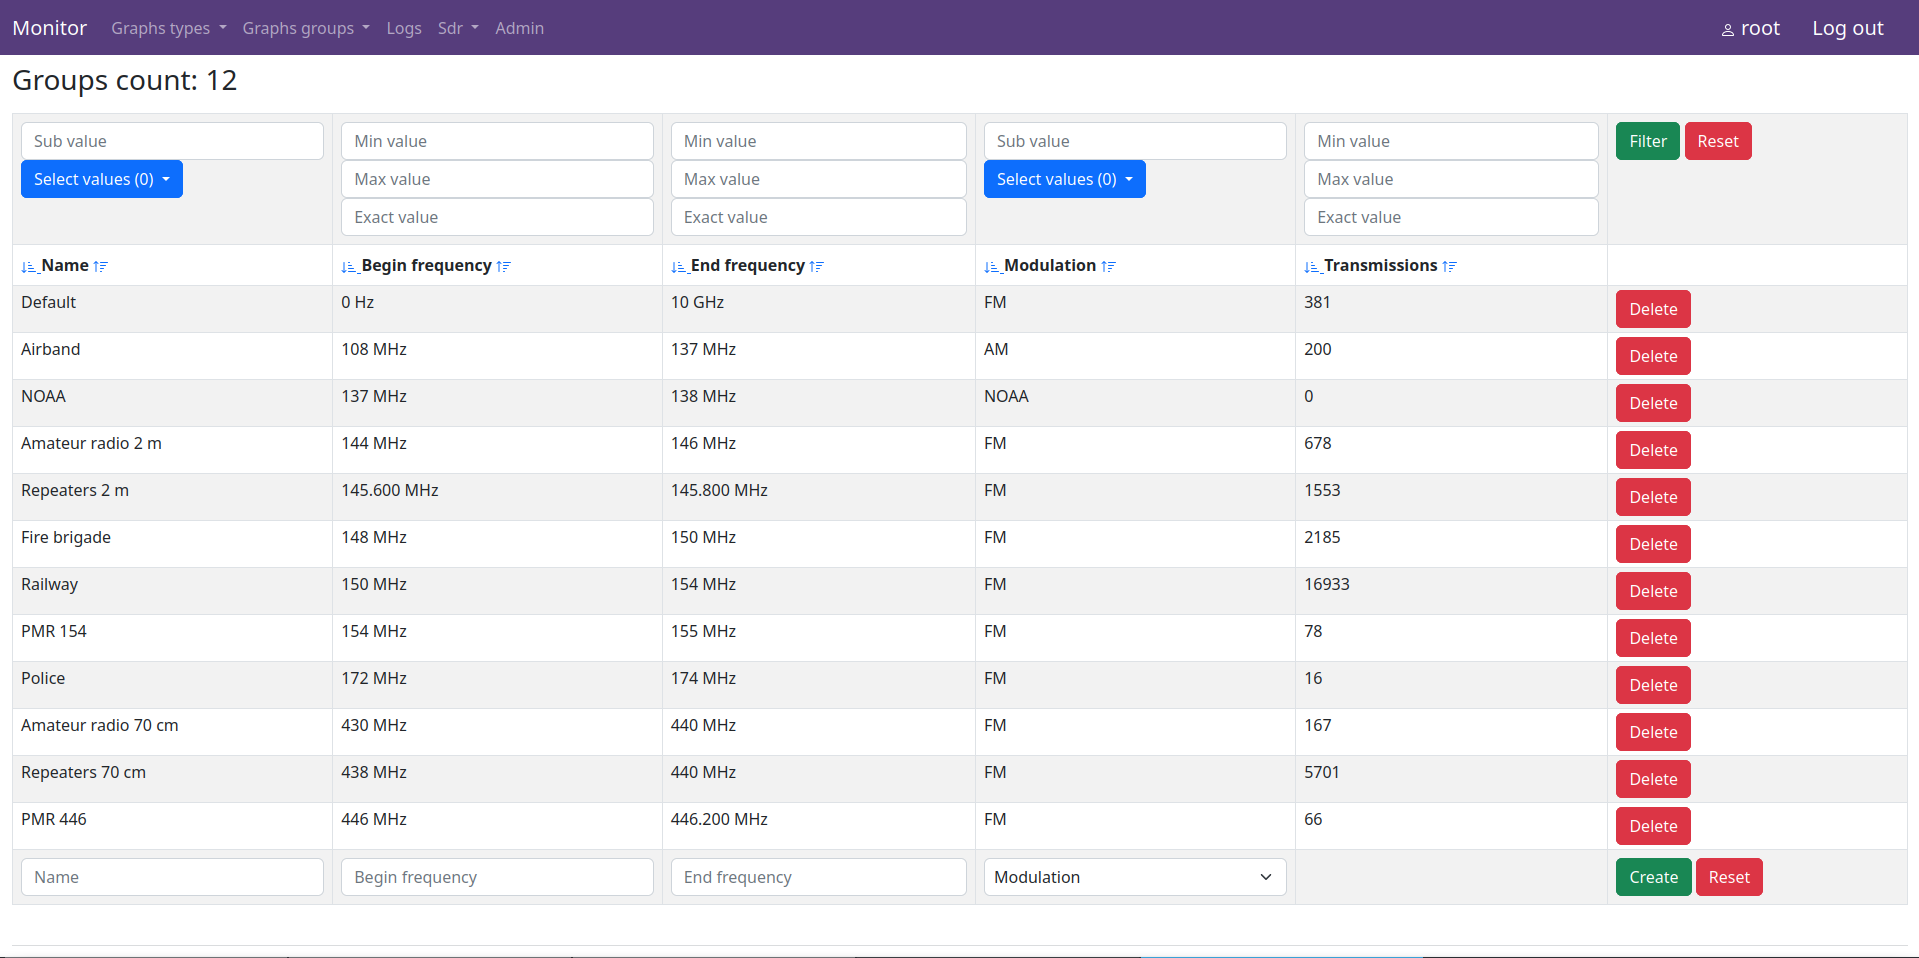 Monitor Graphs types Graphs groups Logs Sdr Admin root Log out
Groups count: 12
Sub value Min value Min value Sub value Min value Filter Reset
Select values (0) Max value Max value Select values (0) Max value
Exact value Exact value Exact value
Name Begin frequency End frequency Modulation Transmissions
Default 0 Hz 10 GHz FM 381 Delete
Airband 108 MHz 137 MHz AM 200 Delete
NOAA 137 MHz 138 MHz NOAA 0 Delete
Amateur radio 2 m 144 MHz 146 MHz FM 678 Delete
Repeaters 2 m 145.600 MHz 145.800 MHz FM 1553 Delete
Fire brigade 148 MHz 150 MHz FM 2185 Delete
Railway 150 MHz 154 MHz FM 16933 Delete
PMR 154 154 MHz 155 MHz FM 78 Delete
Police 172 MHz 174 MHz FM 16 Delete
Amateur radio 70 cm 430 MHz 440 MHz FM 167 Delete
Repeaters 70 cm 438 MHz 440 MHz FM 5701 Delete
PMR 446 446 MHz 446.200 MHz FM 66 Delete
Name Begin frequency End frequency Modulation Create Reset